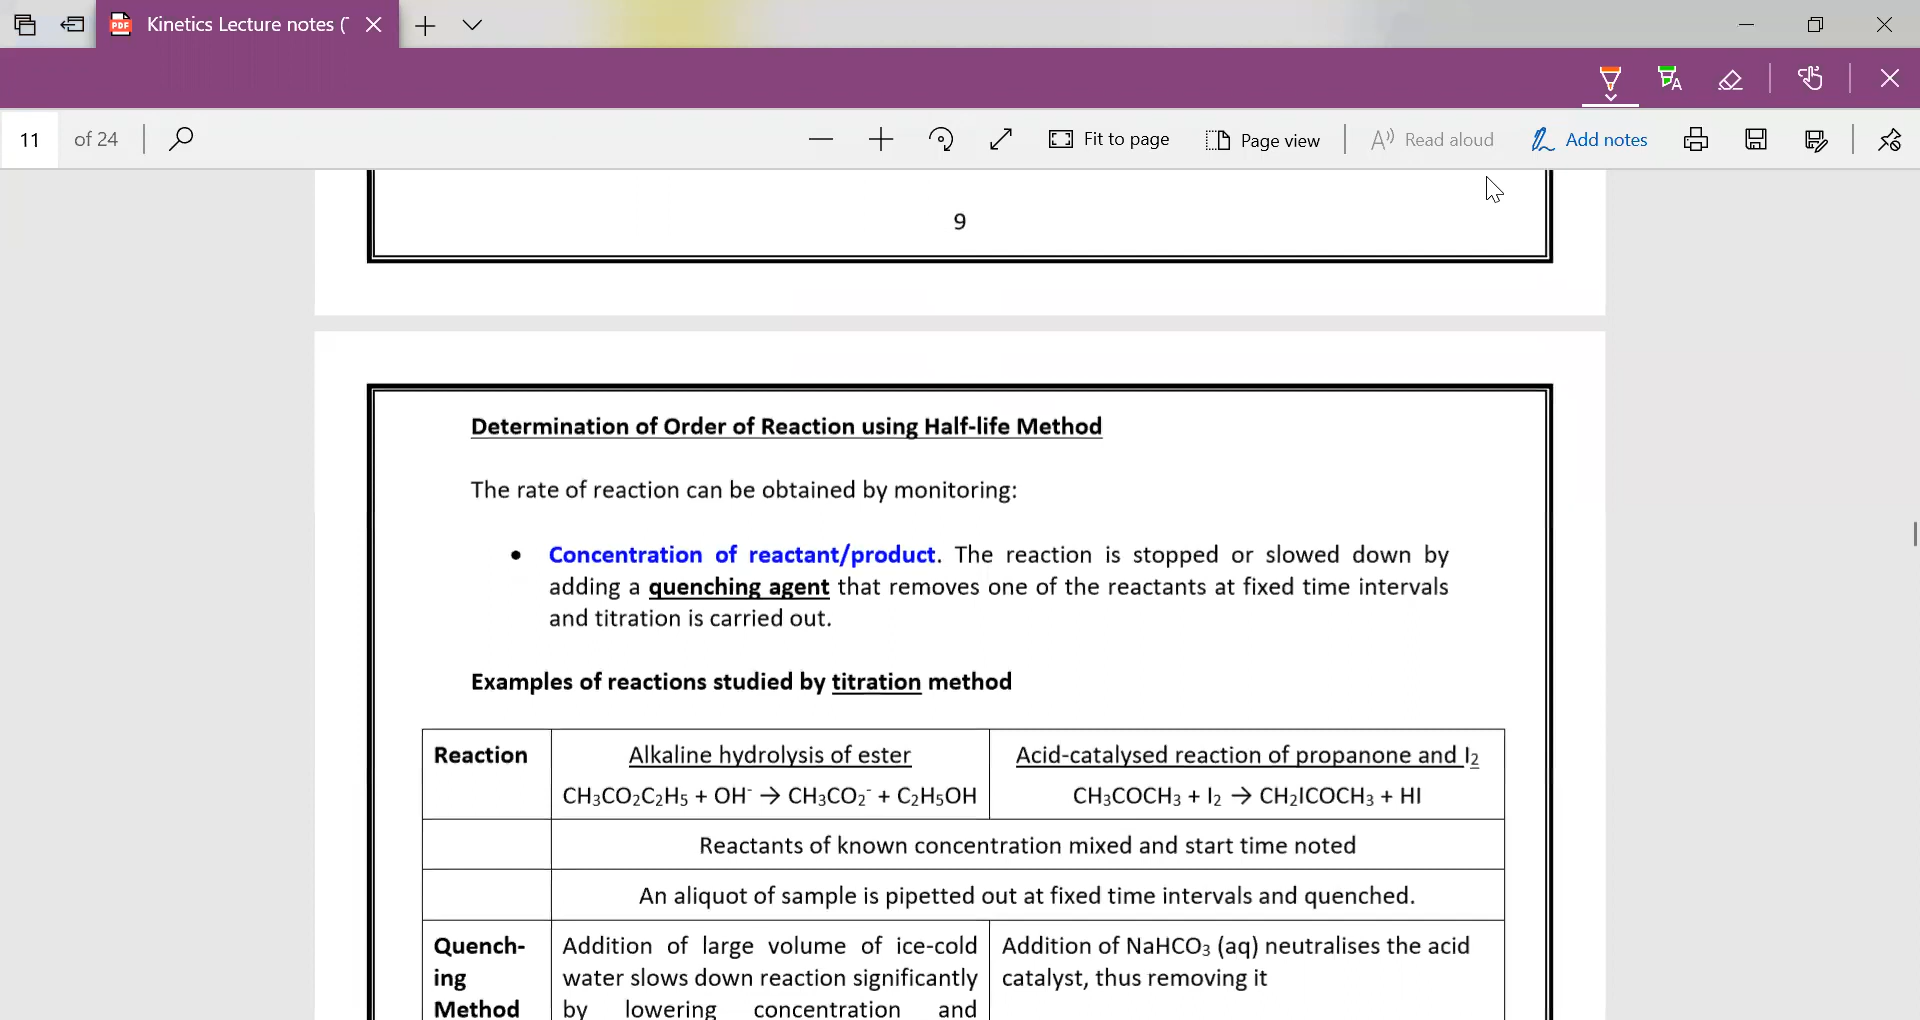 Kinetics Lecture notes (
11 of 24
Fit to page
Page view
Read aloud
Add notes
9
Determination of Order of Reaction using Half-life Method
The rate of reaction can be obtained by monitoring:
• Concentration of reactant/product. The reaction is stopped or slowed down by
adding a quenching agent that removes one of the reactants at fixed time intervals
and titration is carried out.
Examples of reactions studied by titration method
Reaction
Alkaline hydrolysis of ester
CH₃CO₂C₂H₅ + OH⁻ → CH₃CO₂⁻ + C₂H₅OH
Acid-catalysed reaction of propanone and I₂
CH₃COCH₃ + I₂ → CH₂ICOCH₃ + HI
Reactants of known concentration mixed and start time noted
An aliquot of sample is pipetted out at fixed time intervals and quenched.
Quench-
ing
Method
Addition of large volume of ice-cold
water slows down reaction significantly
by lowering concentration and
Addition of NaHCO₃ (aq) neutralises the acid
catalyst, thus removing it